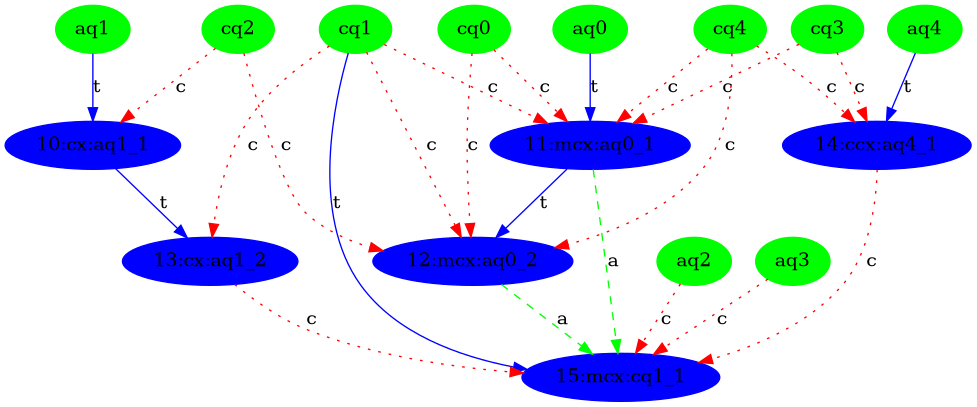 aq1 cq2 cq1 cq0 aq0 cq4 cq3 aq4
t c c c t c c c c t
10:cx:aq1_1 11:mcx:aq0_1 14:ccx:aq4_1
c c c c c
t t t
13:cx:aq1_2 12:mcx:aq0_2 aq2 aq3
a c
c a c c
15:mcx:cq1_1